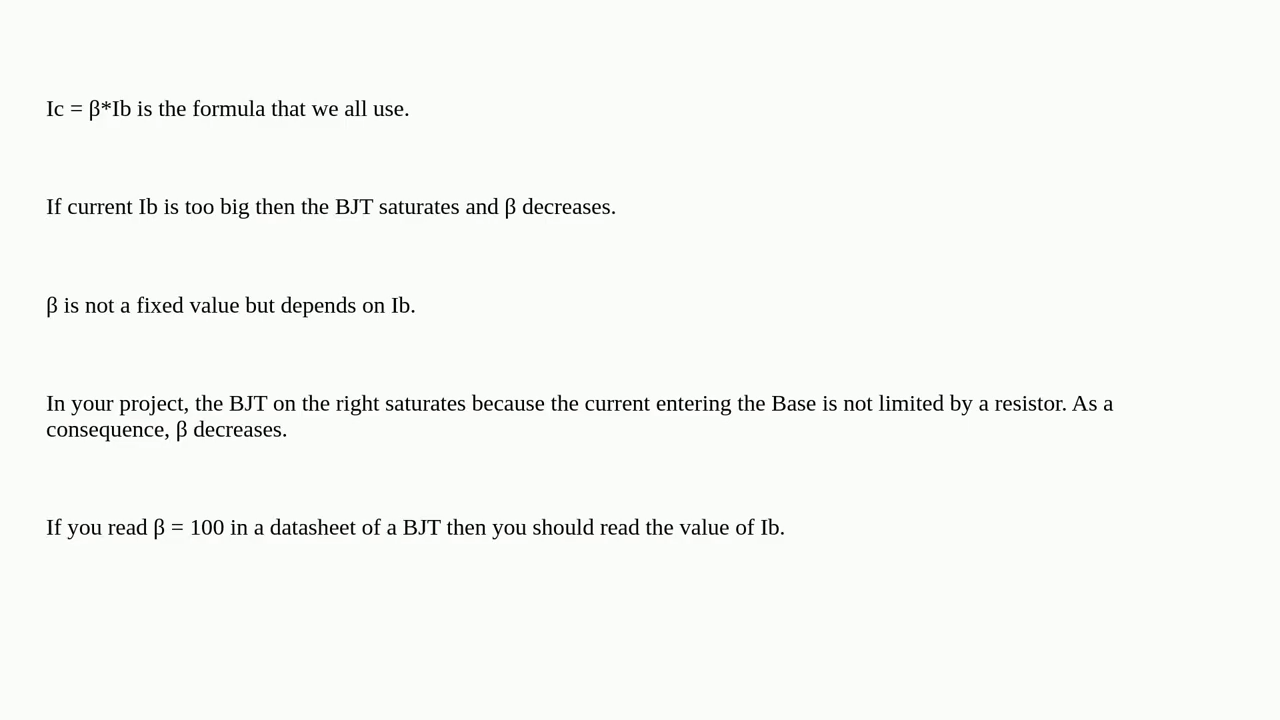 Ic = β*Ib is the formula that we all use.
If current Ib is too big then the BJT saturates and β decreases.
β is not a fixed value but depends on Ib.
In your project, the BJT on the right saturates because the current entering the Base is not limited by a resistor. As a
consequence, β decreases.
If you read β = 100 in a datasheet of a BJT then you should read the value of Ib.